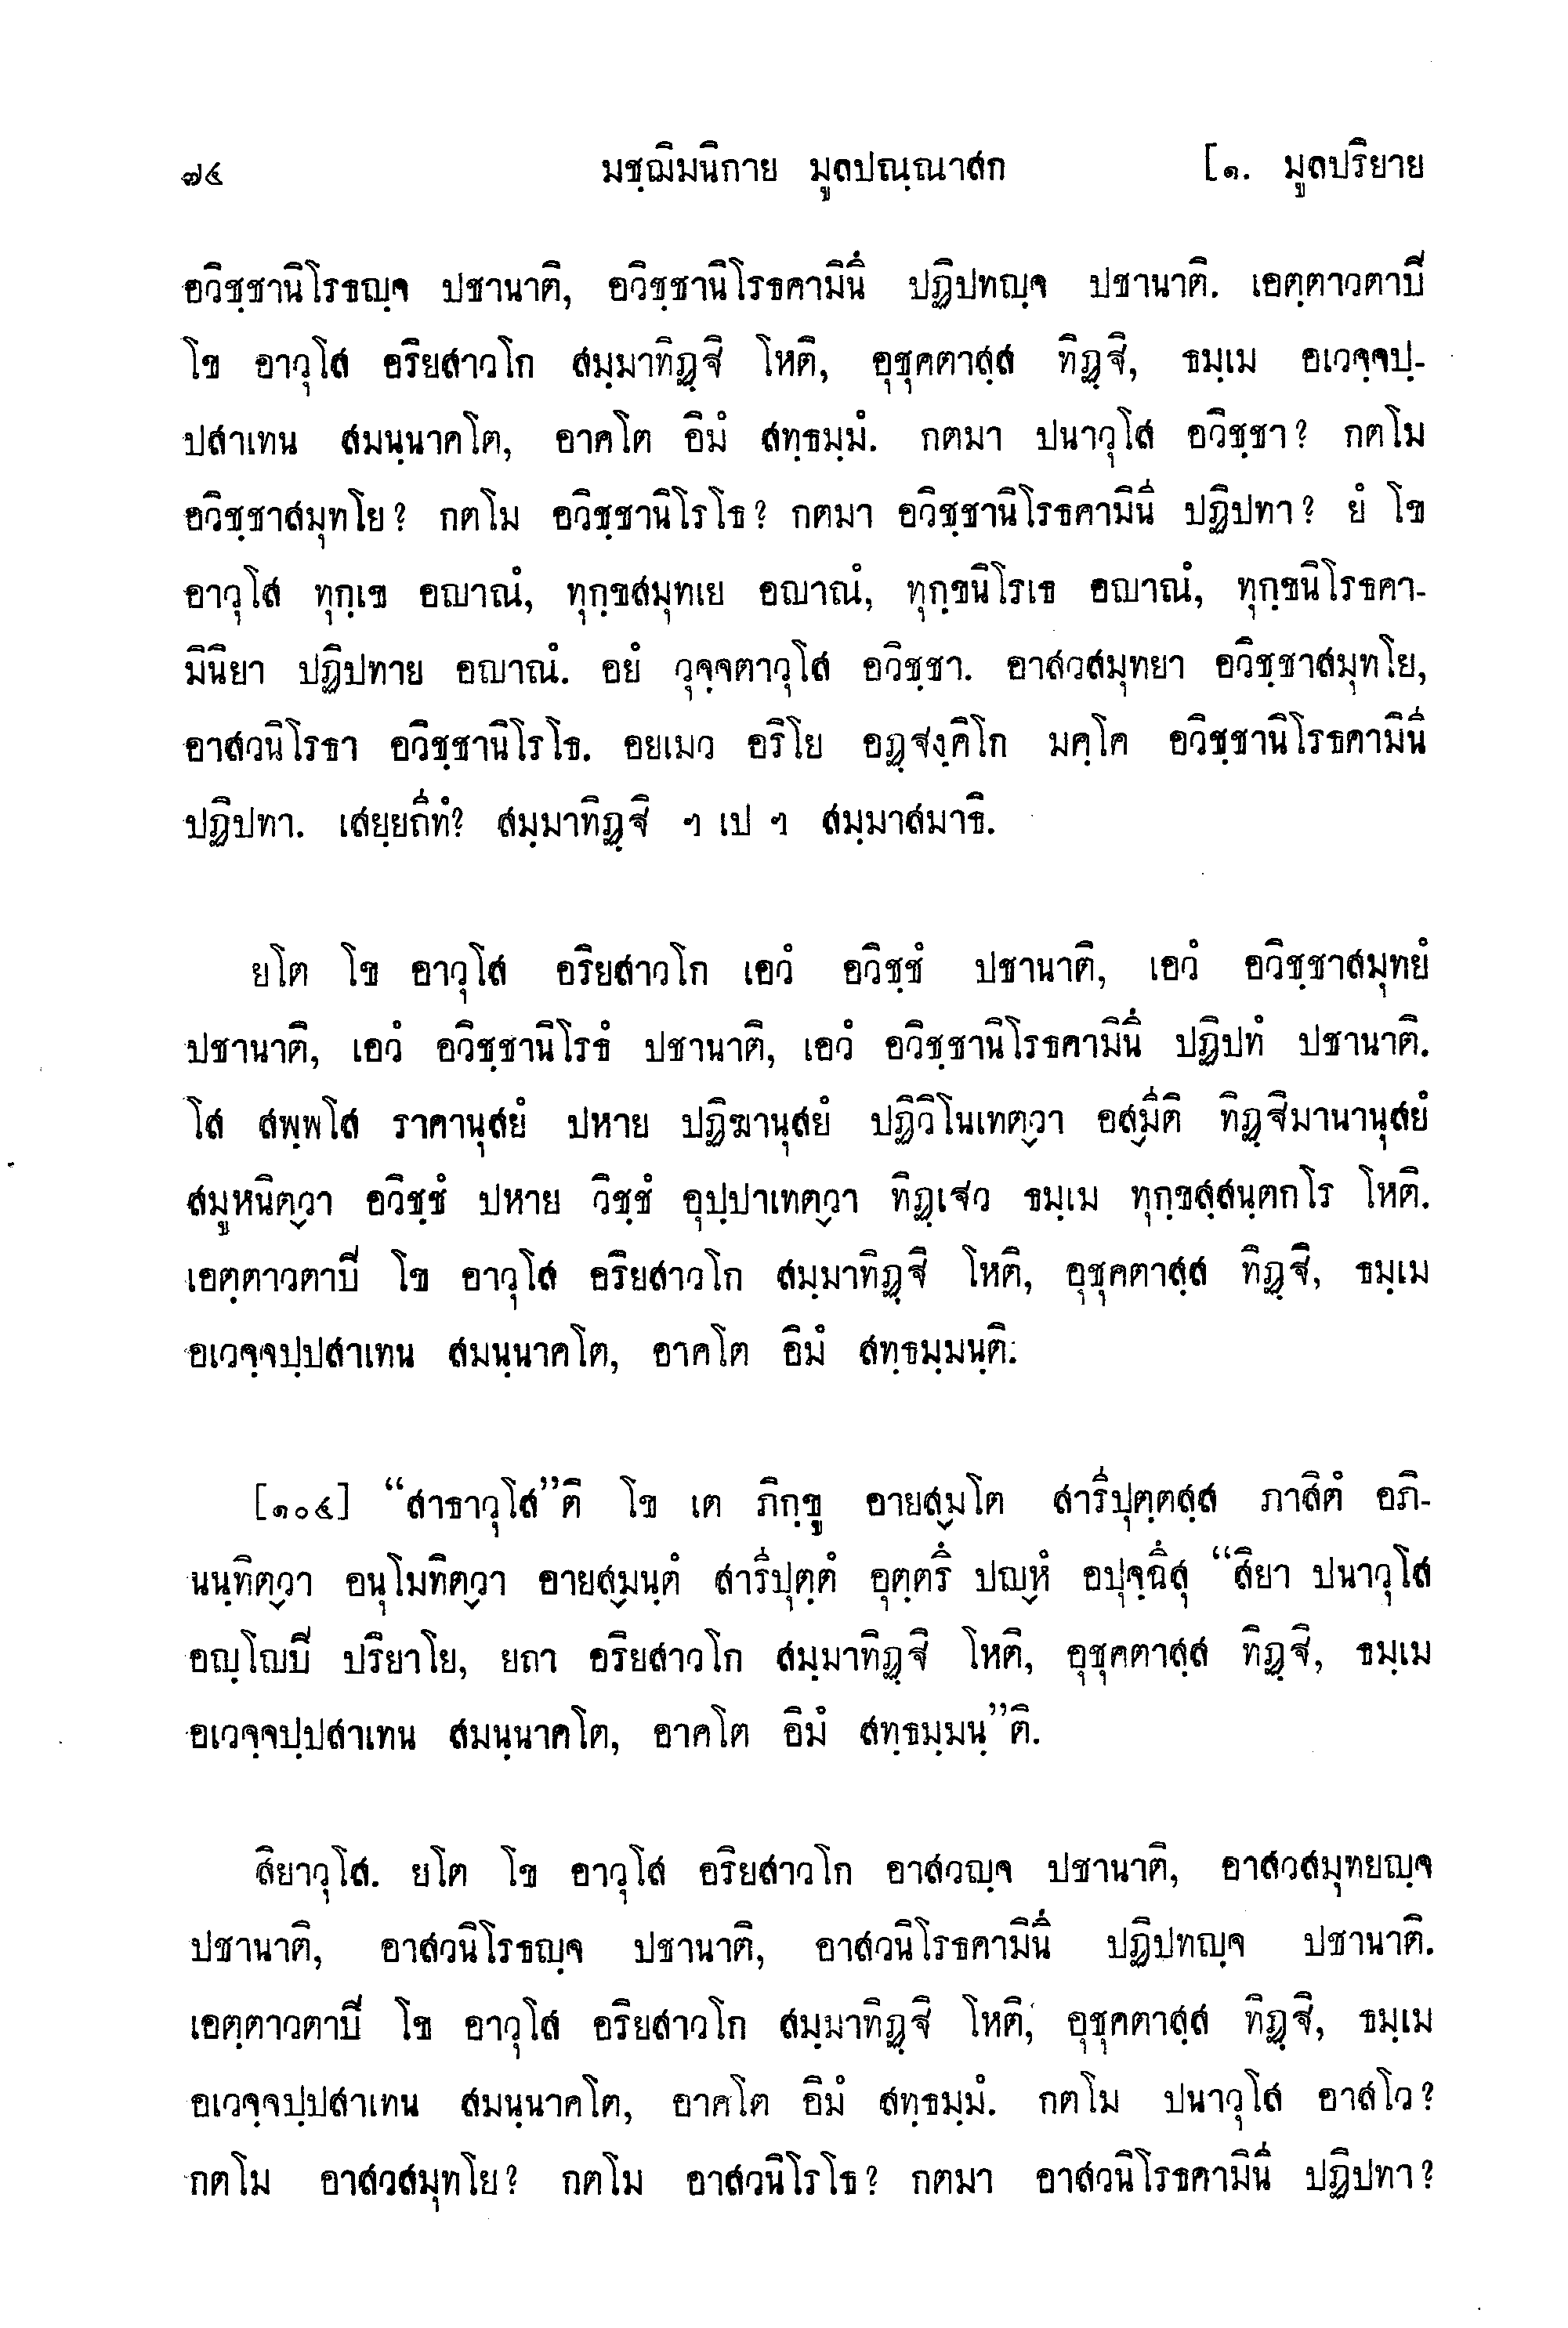 ๗๔ มชฺฌิมนิกาย มูลปณฺณาสก [๑. มูลปริยาย
อวิชฺชานิโรธญฺจ ปชานาติ, อวิชฺชานิโรธคามินึ ปฏิปทญฺจ ปชานาติ. เอตฺตาวตาปิ
โข อาวุโส อริยสาวโก สมฺมาทิฏฺฐิ โหติ, อุชุคตาสฺส ทิฏฺฐิ, ธมฺเม อเวจฺจปฺ-
ปสาเทน สมนฺนาคโต, อาคโต อิมํ สทฺธมฺมํ. กตมา ปนาวุโส อวิชฺชา? กตโม
อวิชฺชาสมุทโย? กตโม อวิชฺชานิโรโธ? กตมา อวิชฺชานิโรธคามินี ปฏิปทา? ยํ โข
อาวุโส ทุกฺเข อญาณํ, ทุกฺขสมุทเย อญาณํ, ทุกฺขนิโรเธ อญาณํ, ทุกฺขนิโรธคา-
มินิยา ปฏิปทาย อญาณํ. อยํ วุจฺจตาวุโส อวิชฺชา. อาสวสมุทยา อวิชฺชาสมุทโย,
อาสวนิโรธา อวิชฺชานิโรโธ. อยเมว อริโย อฏฺฐงฺคิโก มคฺโค อวิชฺชานิโรธคามินี
ปฏิปทา. เสยฺยถีทํ? สมฺมาทิฏฺฐิ ฯ เป ฯ สมฺมาสมาธิ.
ยโต โข อาวุโส อริยสาวโก เอวํ อวิชฺชํ ปชานาติ, เอวํ อวิชฺชาสมุทยํ
ปชานาติ, เอวํ อวิชฺชานิโรธํ ปชานาติ, เอวํ อวิชฺชานิโรธคามินึ ปฏิปทํ ปชานาติ.
โส สพฺพโส ราคานุสยํ ปหาย ปฏิฆานุสยํ ปฏิวิโนเทตฺวา อสฺมีติ ทิฏฺฐิมานานุสยํ
สมูหนิตฺวา อวิชฺชํ ปหาย วิชฺชํ อุปฺปาเทตฺวา ทิฏฺเฐว ธมฺเม ทุกฺขสฺสนฺตกโร โหติ.
เอตฺตาวตาปิ โข อาวุโส อริยสาวโก สมฺมาทิฏฺฐิ โหติ, อุชุคตาสฺส ทิฏฺฐิ, ธมฺเม
อเวจฺจปฺปสาเทน สมนฺนาคโต, อาคโต อิมํ สทฺธมฺมนฺติ.
[๑๐๔] “สาธาวุโส”ติ โข เต ภิกฺขู อายสฺมโต สารีปุตฺตสฺส ภาสิตํ อภิ-
นนฺทิตฺวา อนุโมทิตฺวา อายสฺมนฺตํ สารีปุตฺตํ อุตฺตรึ ปญฺหํ อปุจฺฉึสุ “สิยา ปนาวุโส
อญฺโญปิ ปริยาโย, ยถา อริยสาวโก สมฺมาทิฏฺฐิ โหติ, อุชุคตาสฺส ทิฏฺฐิ, ธมฺเม
อเวจฺจปฺปสาเทน สมนฺนาคโต, อาคโต อิมํ สทฺธมฺมนฺ”ติ.
สิยาวุโส. ยโต โข อาวุโส อริยสาวโก อาสวญฺจ ปชานาติ, อาสวสมุทยญฺจ
ปชานาติ, อาสวนิโรธญฺจ ปชานาติ, อาสวนิโรธคามินึ ปฏิปทญฺจ ปชานาติ.
เอตฺตาวตาปิ โข อาวุโส อริยสาวโก สมฺมาทิฏฺฐิ โหติ, อุชุคตาสฺส ทิฏฺฐิ, ธมฺเม
อเวจฺจปฺปสาเทน สมนฺนาคโต, อาคโต อิมํ สทฺธมฺมํ. กตโม ปนาวุโส อาสโว?
กตโม อาสวสมุทโย? กตโม อาสวนิโรโธ? กตมา อาสวนิโรธคามินี ปฏิปทา?